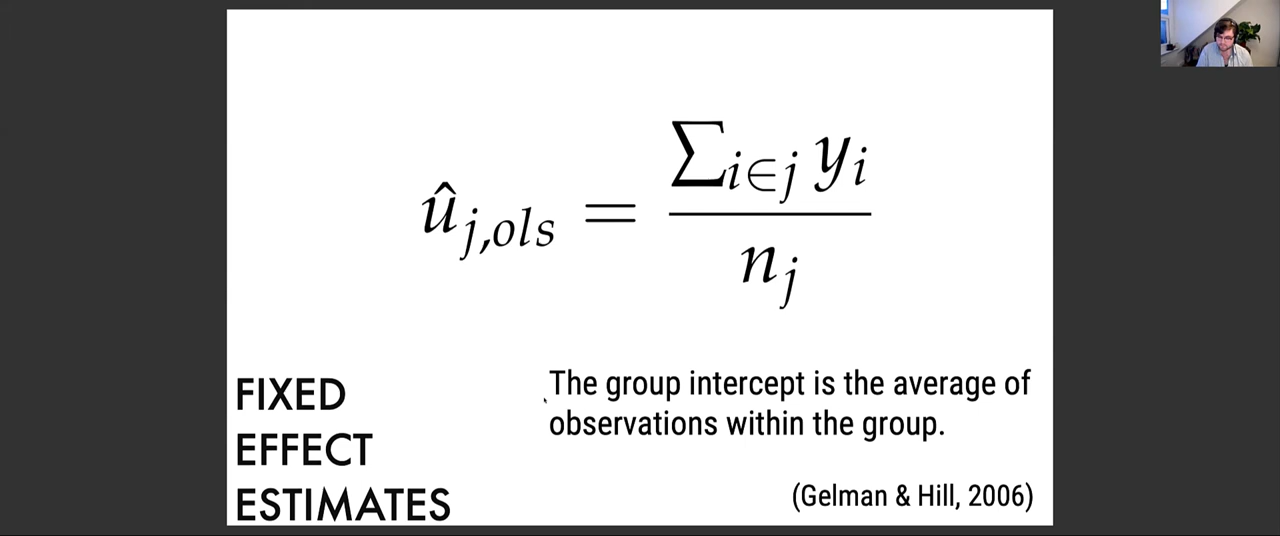 û_{j,ols} = \frac{∑_{i∈j} y_i}{n_j}
FIXED
EFFECT
ESTIMATES
The group intercept is the average of
observations within the group.
(Gelman & Hill, 2006)